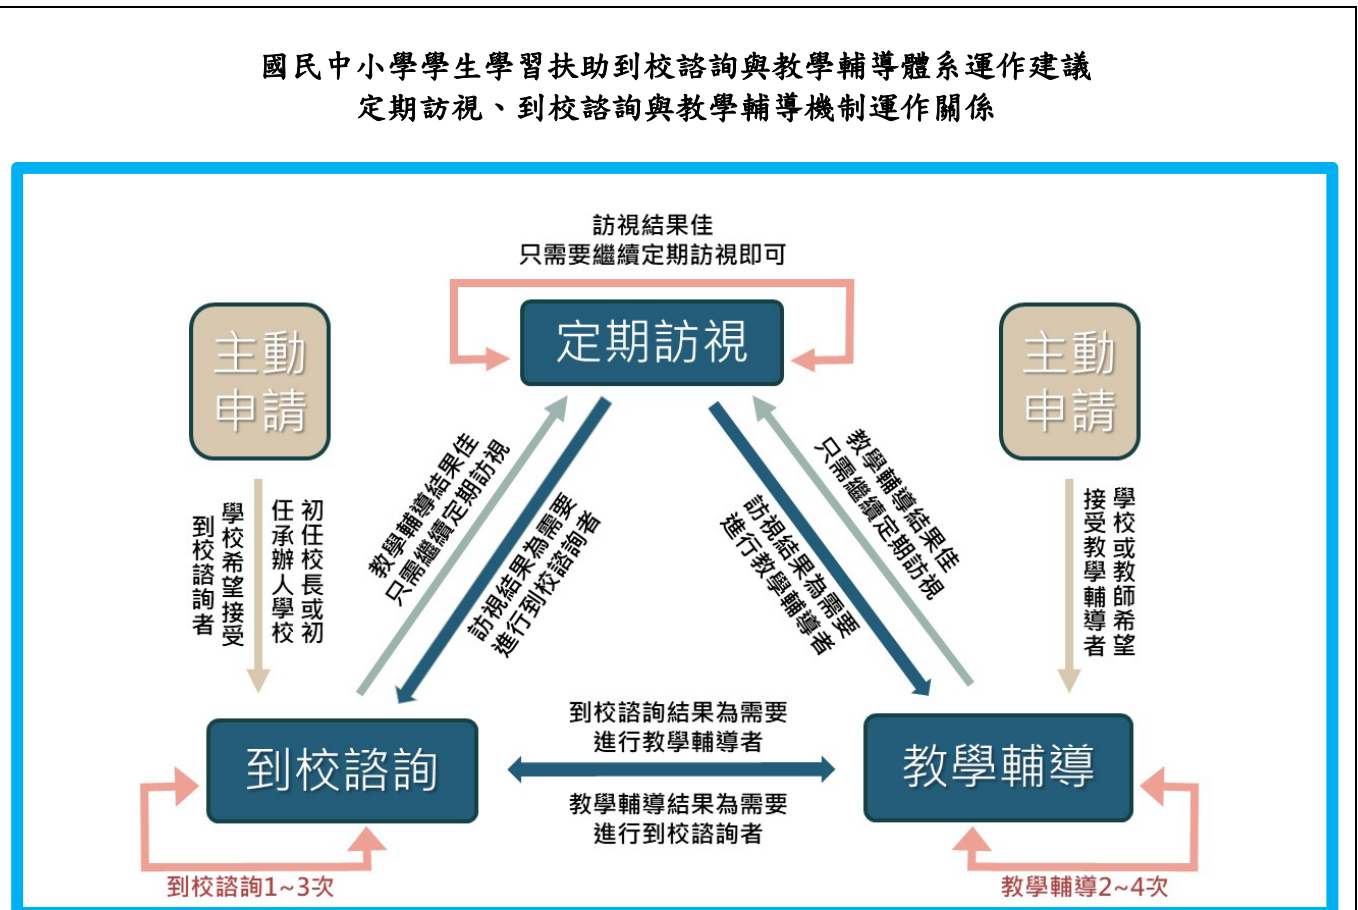 國民中小學學生學習扶助到校諮詢與教學輔導體系運作建議
定期訪視、到校諮詢與教學輔導機制運作關係
訪視結果佳
只需要繼續定期訪視即可
定期訪視
主動
申請
主動
申請
初任校長或初
任承辦人學校
學校希望接受
到校諮詢者
教學輔導結果佳
只需繼續定期訪視
訪視結果為需要
進行到校諮詢者
教學輔導結果佳
只需繼續定期訪視
訪視結果為需要
進行教學輔導者
學校或教師希望
接受教學輔導者
到校諮詢
到校諮詢結果為需要
進行教學輔導者
教學輔導結果為需要
進行到校諮詢者
教學輔導
到校諮詢1~3次
教學輔導2~4次